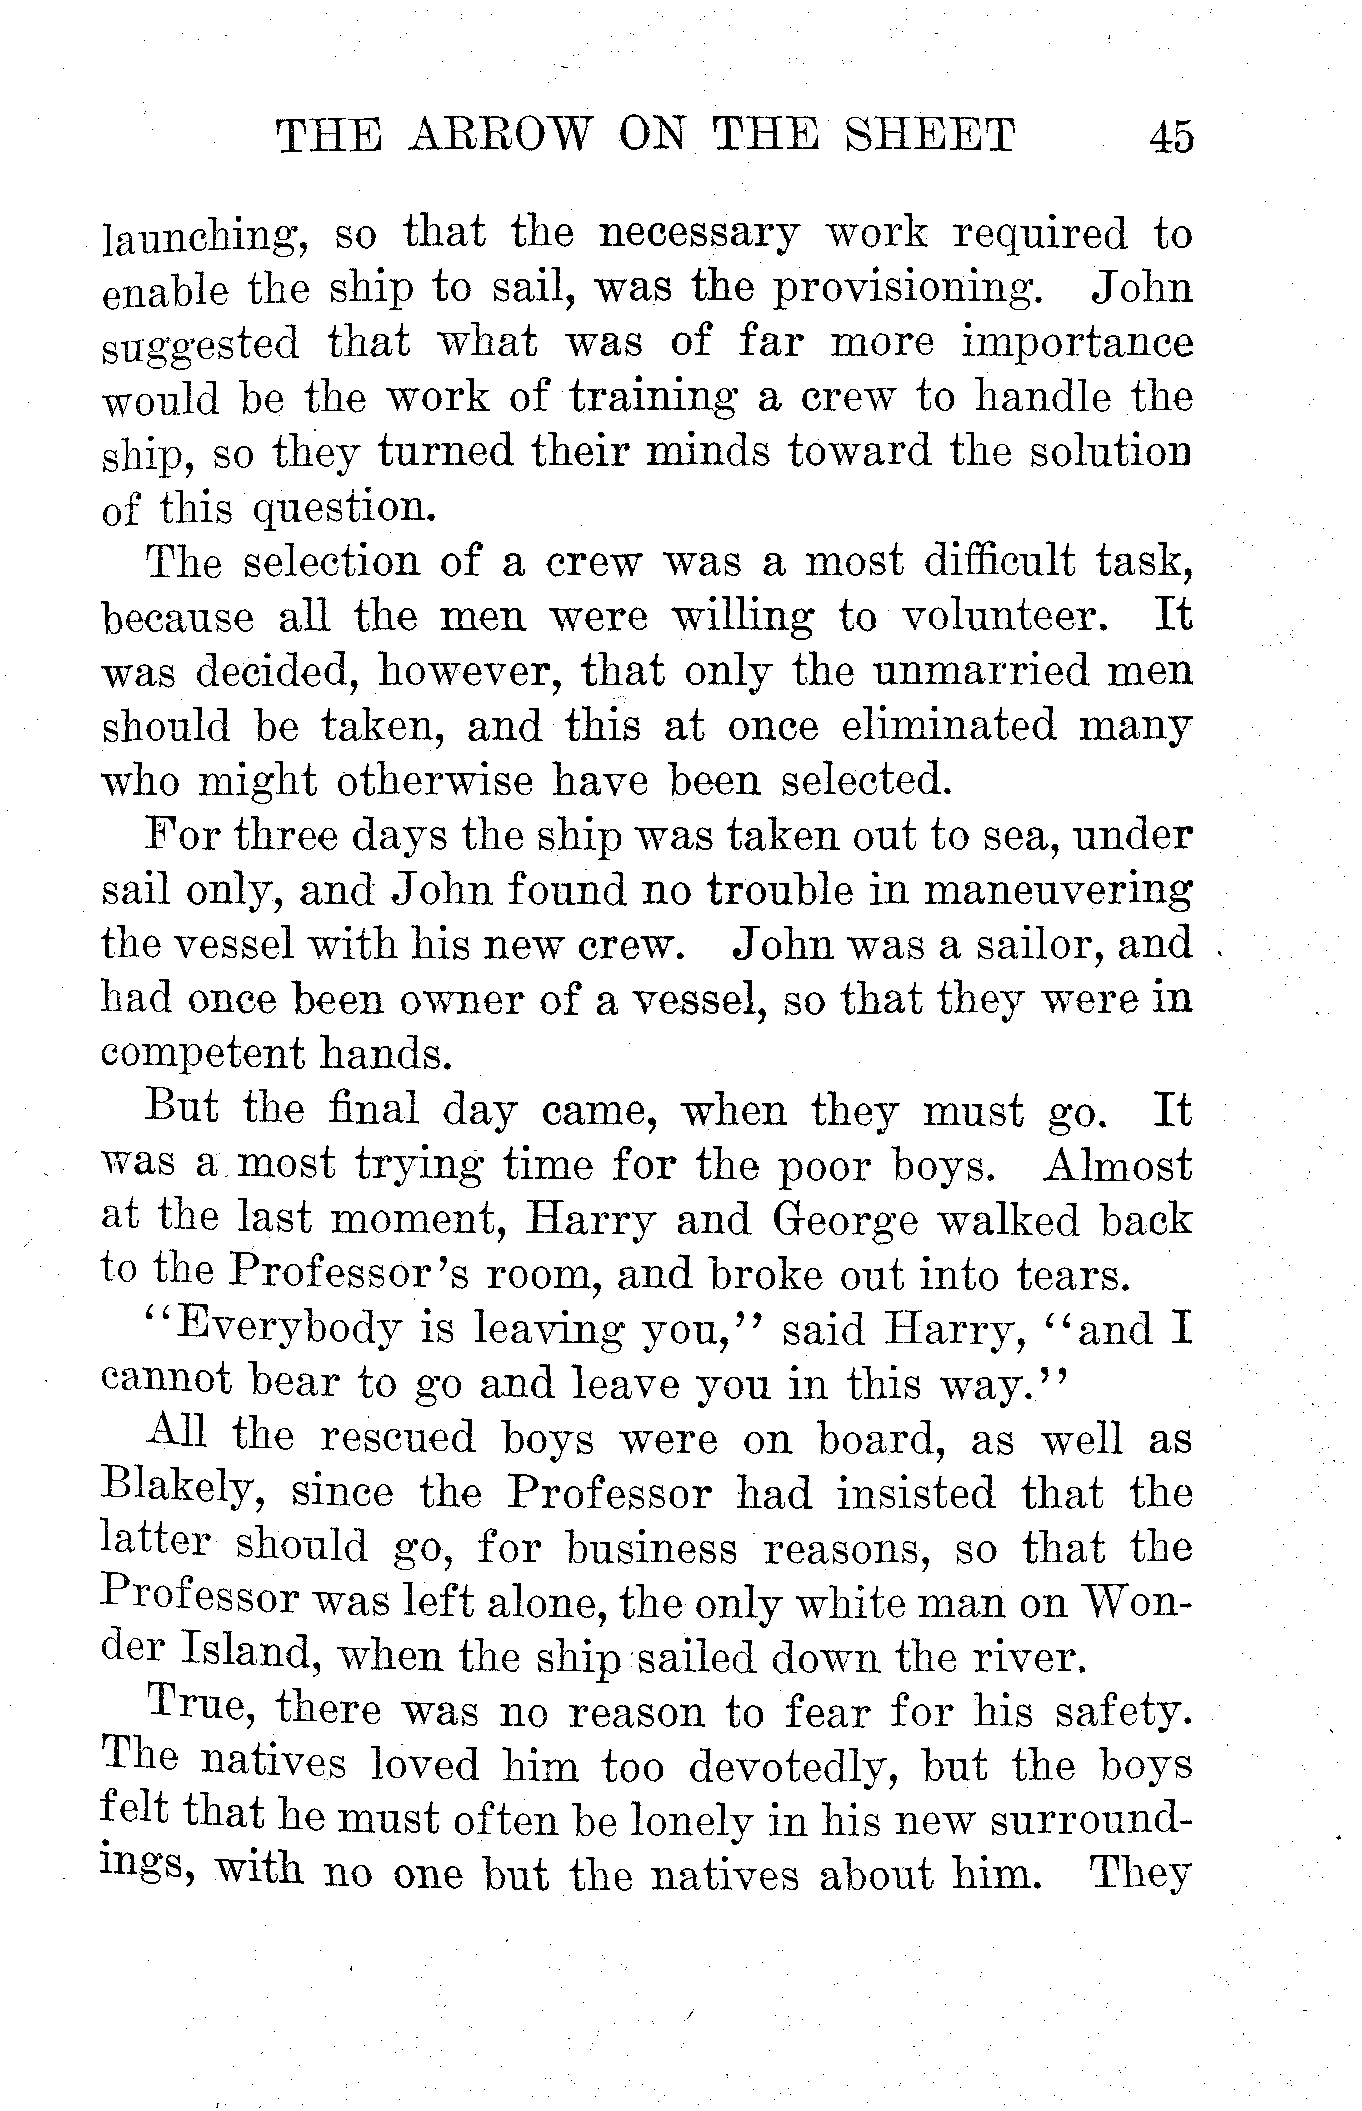 THE ARROW ON THE SHEET 45
launching, so that the necessary work required to
enable the ship to sail, was the provisioning. John
suggested that what was of far more importance
would be the work of training a crew to handle the
ship, so they turned their minds toward the solution
of this question.
The selection of a crew was a most difficult task,
because all the men were willing to volunteer. It
was decided, however, that only the unmarried men
should be taken, and this at once eliminated many
who might otherwise have been selected.
For three days the ship was taken out to sea, under
sail only, and John found no trouble in maneuvering
the vessel with his new crew. John was a sailor, and
had once been owner of a vessel, so that they were in
competent hands.
But the final day came, when they must go. It
was a most trying time for the poor boys. Almost
at the last moment, Harry and George walked back
to the Professor's room, and broke out into tears.
"Everybody is leaving you," said Harry, "and I
cannot bear to go and leave you in this way."
All the rescued boys were on board, as well as
Blakely, since the Professor had insisted that the
latter should go, for business reasons, so that the
Professor was left alone, the only white man on Won-
der Island, when the ship sailed down the river.
True, there was no reason to fear for his safety.
The natives loved him too devotedly, but the boys
felt that he must often be lonely in his new surround-
ings, with no one but the natives about him. They